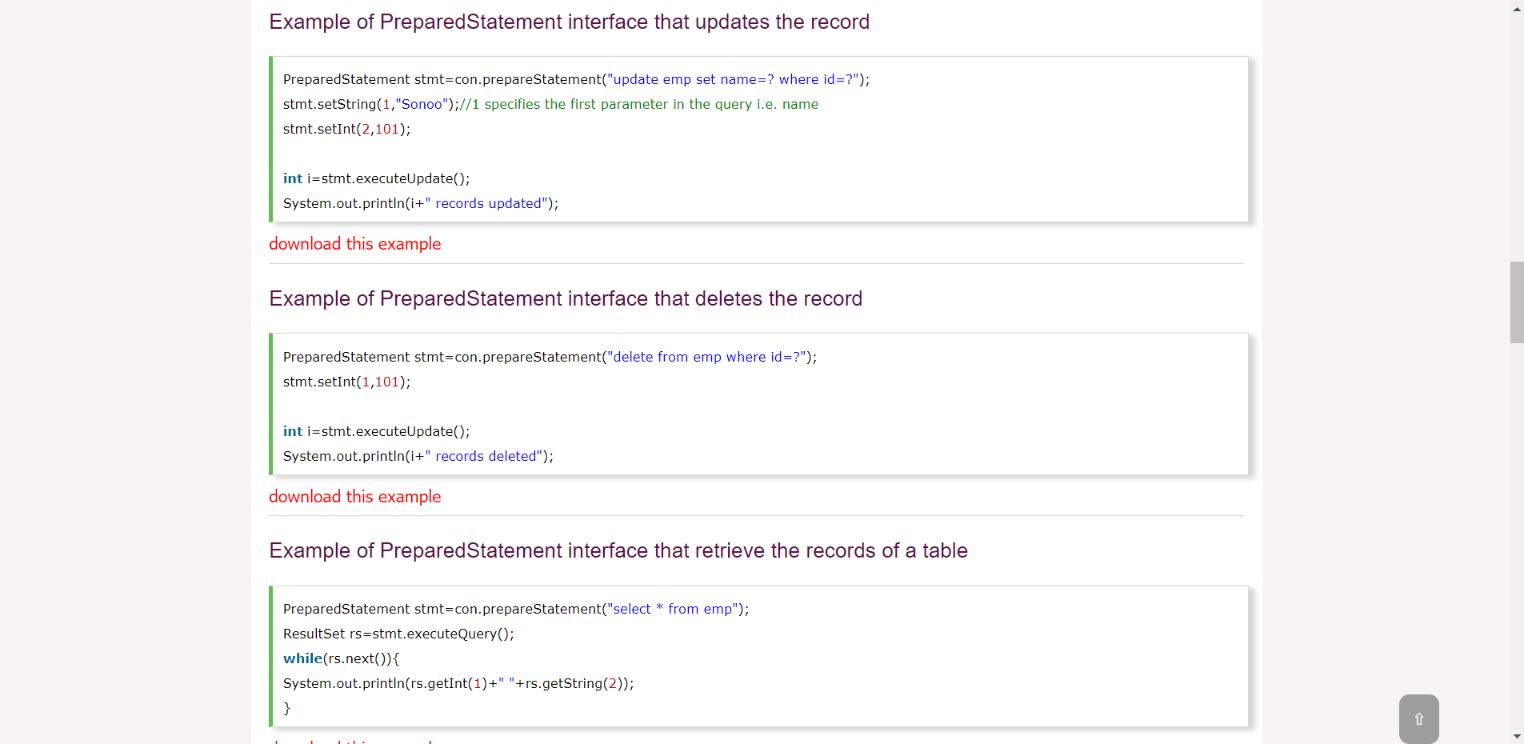 Example of PreparedStatement interface that updates the record
PreparedStatement stmt=con.prepareStatement("update emp set name=? where id=?");
stmt.setString(1,"Sonoo");//1 specifies the first parameter in the query i.e. name
stmt.setInt(2,101);
int i=stmt.executeUpdate();
System.out.println(i+" records updated");
download this example
Example of PreparedStatement interface that deletes the record
PreparedStatement stmt=con.prepareStatement("delete from emp where id=?");
stmt.setInt(1,101);
int i=stmt.executeUpdate();
System.out.println(i+" records deleted");
download this example
Example of PreparedStatement interface that retrieve the records of a table
PreparedStatement stmt=con.prepareStatement("select * from emp");
ResultSet rs=stmt.executeQuery();
while(rs.next()){
System.out.println(rs.getInt(1)+" "+rs.getString(2));
}